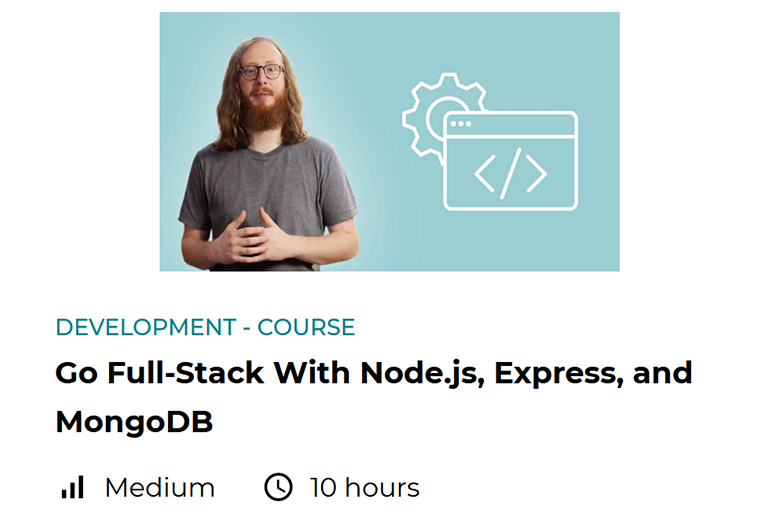 DEVELOPMENT - COURSE
Go Full-Stack With Node.js, Express, and
MongoDB
Medium 10 hours